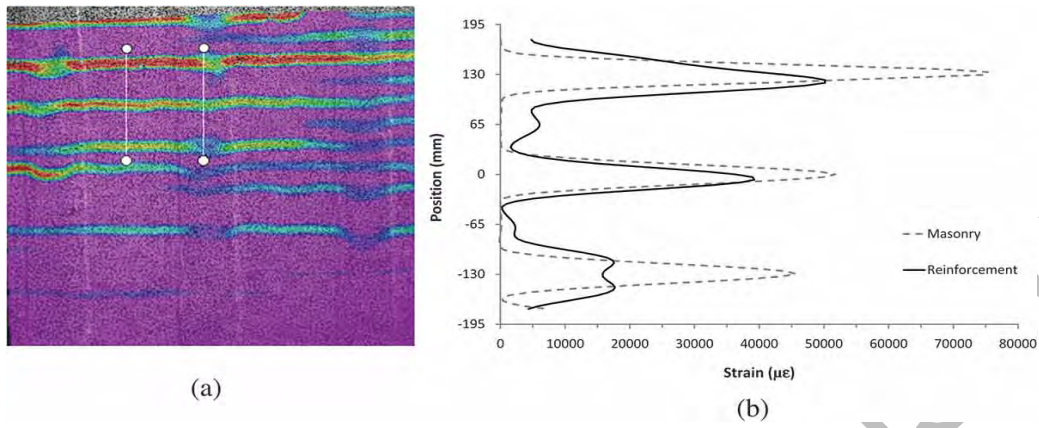 195
130
65
0
-65
-130
-195
Position (mm)
Masonry
Reinforcement
0 10000 20000 30000 40000 50000 60000 70000 80000
Strain (µε)
(a)
(b)